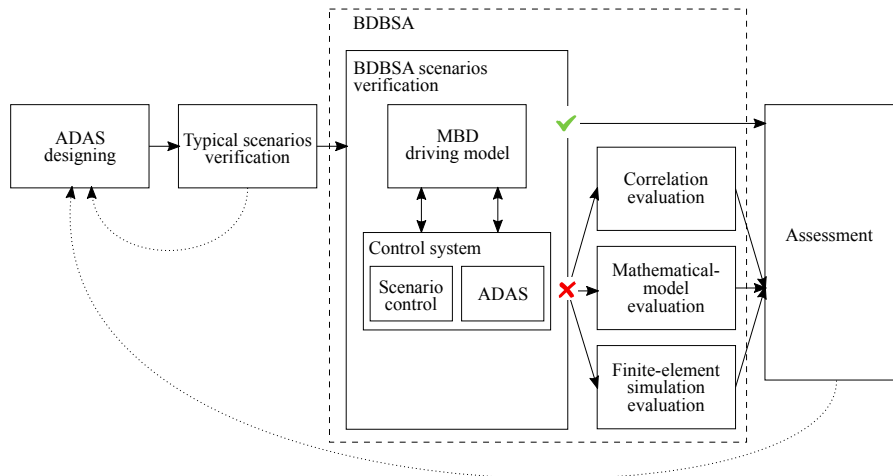 BDBSA
BDBSA scenarios
verification
ADAS
designing
Typical scenarios
verification
MBD
driving model
Control system
Scenario
control
ADAS
Correlation
evaluation
Mathematical-
model
evaluation
Finite-element
simulation
evaluation
Assessment